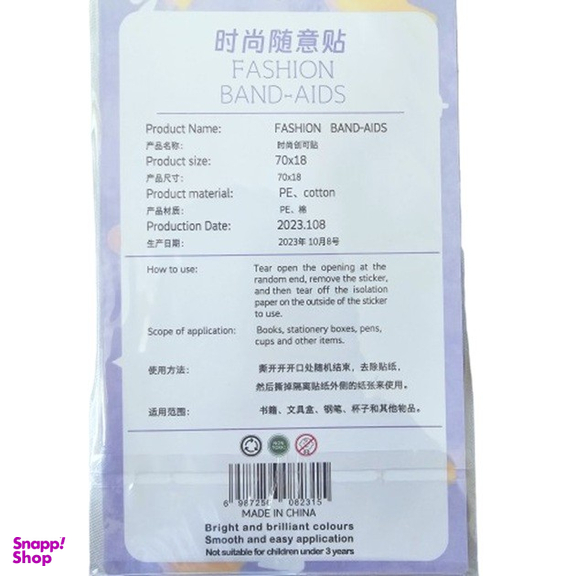 时尚随意贴
FASHION
BAND-AIDS
Product Name: FASHION BAND-AIDS
产品名称: 时尚创可贴
Product size: 70x18
产品尺寸: 70x18
Product material: PE、cotton
产品材质: PE、棉
Production Date: 2023.108
生产日期: 2023年 10月8号
How to use: Tear open the opening at the
random end, remove the sticker,
and then tear off the isolation
paper on the outside of the sticker
to use.
Scope of application: Books, stationery boxes, pens,
cups and other items.
使用方法: 撕开开开口处随机结束，去除贴纸，
然后撕掉隔离贴纸外侧的纸张来使用。
适用范围: 书籍、文具盒、钢笔、杯子和其他物品。
6 98725 082315
MADE IN CHINA
Bright and brilliant colours
Smooth and easy application
Not suitable for children under 3 years
Snapp!
Shop